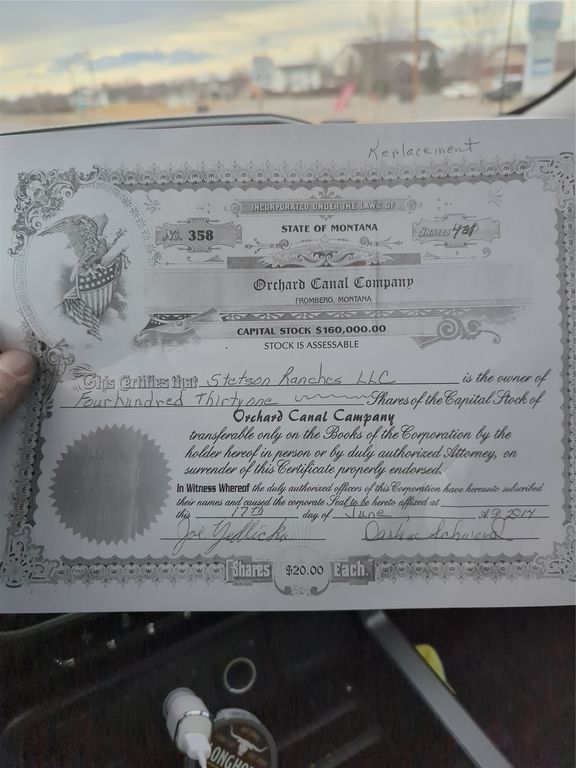 Replacement
INCORPORATED UNDER THE LAWS OF
STATE OF MONTANA
No. 358
Shares 431
Orchard Canal Company
FROMBERG, MONTANA
CAPITAL STOCK $160,000.00
STOCK IS ASSESSABLE
This Certifies that Stetson Ranches LLC is the owner of
Fourhundred Thirtyone Shares of the Capital Stock of
Orchard Canal Company
transferable only on the Books of the Corporation by the
holder hereof in person or by duly authorized Attorney, on
surrender of this Certificate properly endorsed.
In Witness Whereof the duly authorized officers of this Corporation have hereunto subscribed
their names and caused the corporate Seal to be hereto affixed at
this 17th day of June A.D. 2014
Joe
Shares $20.00 Each.